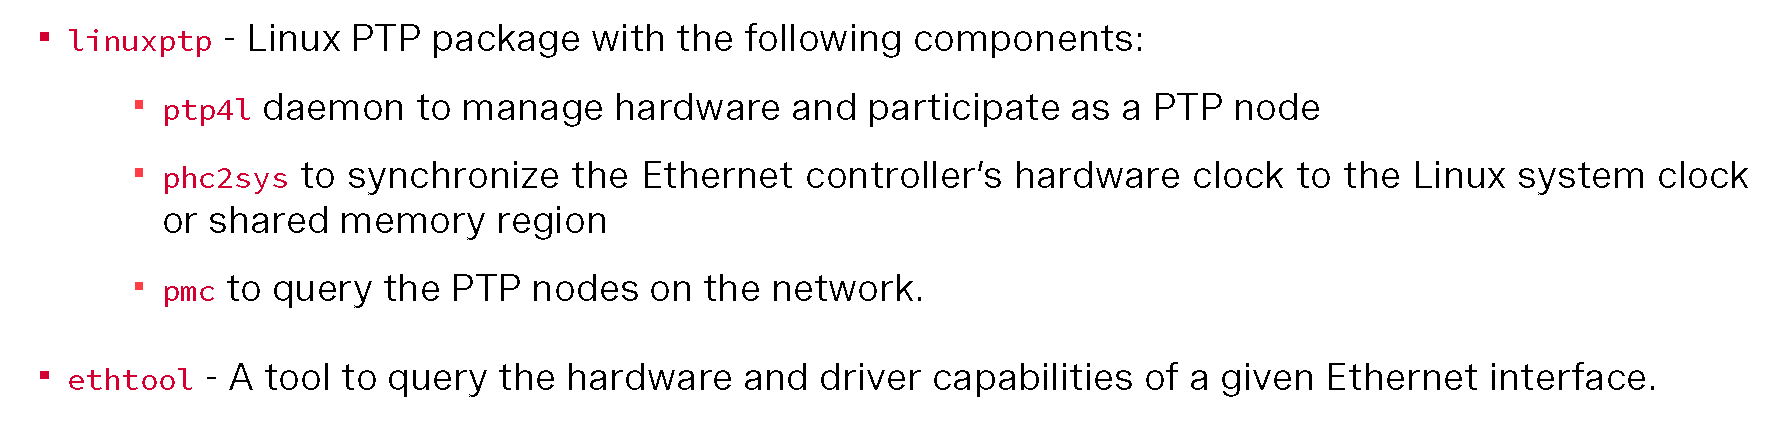 ▪ linuxptp - Linux PTP package with the following components:
▪ ptp4l daemon to manage hardware and participate as a PTP node
▪ phc2sys to synchronize the Ethernet controller's hardware clock to the Linux system clock
or shared memory region
▪ pmc to query the PTP nodes on the network.
▪ ethtool - A tool to query the hardware and driver capabilities of a given Ethernet interface.